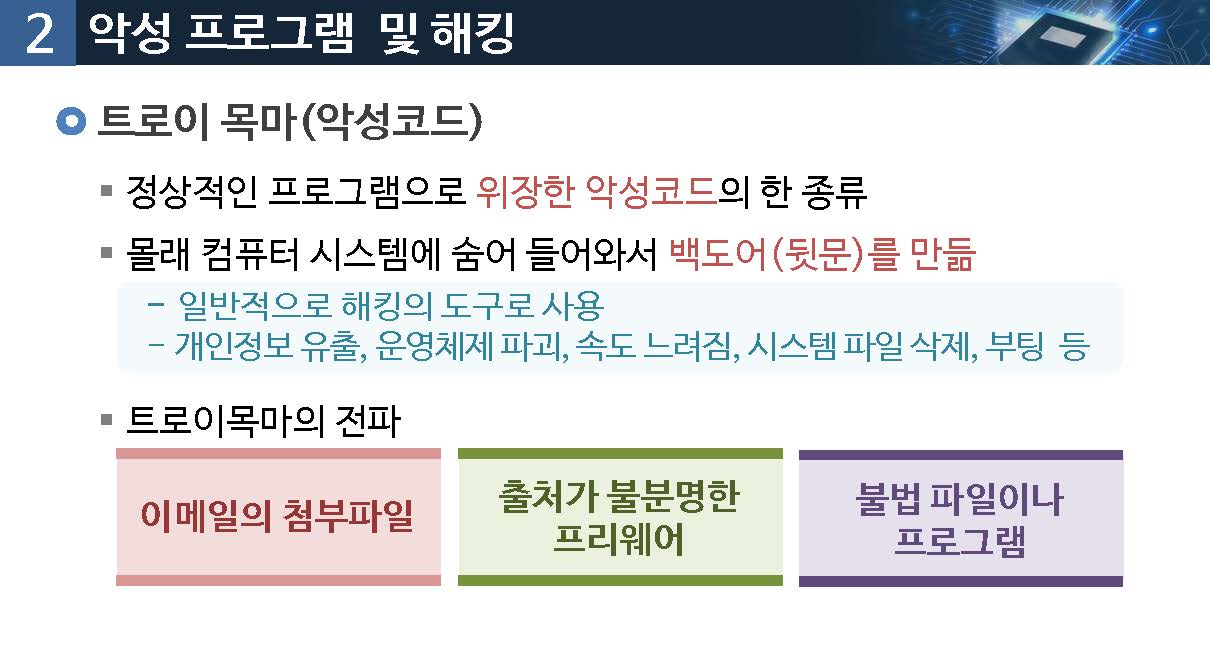 2 악성 프로그램 및 해킹
트로이 목마(악성코드)
정상적인 프로그램으로 위장한 악성코드의 한 종류
몰래 컴퓨터 시스템에 숨어 들어와서 백도어(뒷문)를 만듦
- 일반적으로 해킹의 도구로 사용
- 개인정보 유출, 운영체제 파괴, 속도 느려짐, 시스템 파일 삭제, 부팅 등
트로이목마의 전파
이메일의 첨부파일
출처가 불분명한
프리웨어
불법 파일이나
프로그램